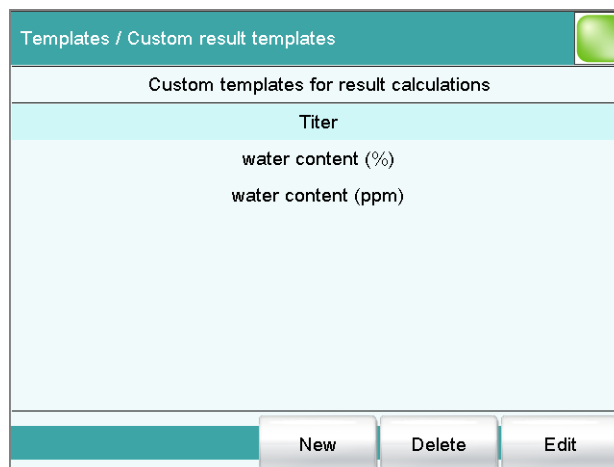 Templates / Custom result templates
Custom templates for result calculations
Titer
water content (%)
water content (ppm)
New Delete Edit